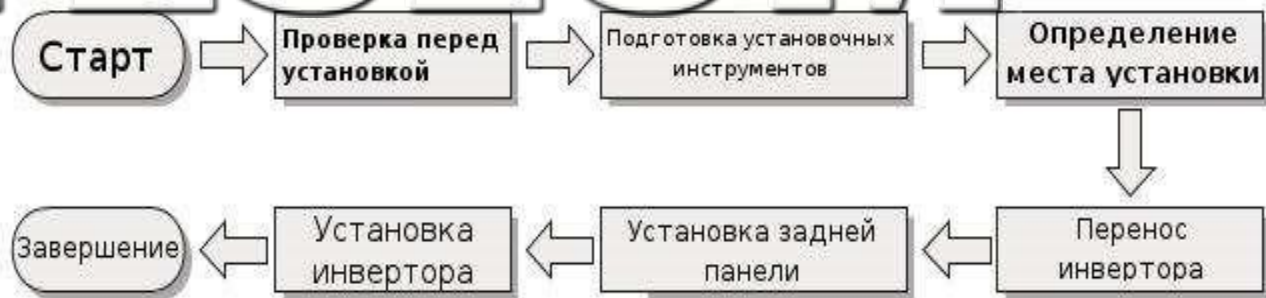 Старт
Проверка перед
установкой
Подготовка установочных
инструментов
Определение
места установки
Перенос
инвертора
Установка задней
панели
Установка
инвертора
Завершение